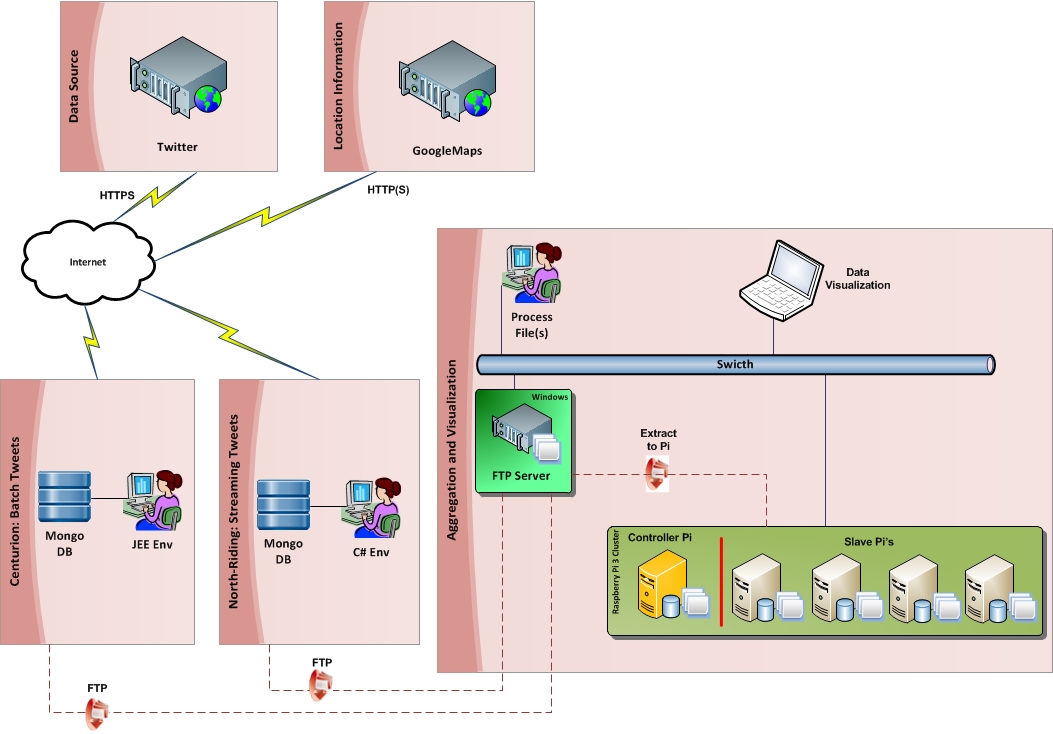 Data Source
Twitter
Location Information
GoogleMaps
HTTPS
HTTP(S)
Internet
Centurion: Batch Tweets
Mongo
DB
JEE Env
North-Riding: Streaming Tweets
Mongo
DB
C# Env
Aggregation and Visualization
Process
File(s)
Data
Visualization
Swicth
Windows
FTP Server
Extract
to Pi
Raspberry Pi 3 Cluster
Controller Pi
Slave Pi's
FTP
FTP